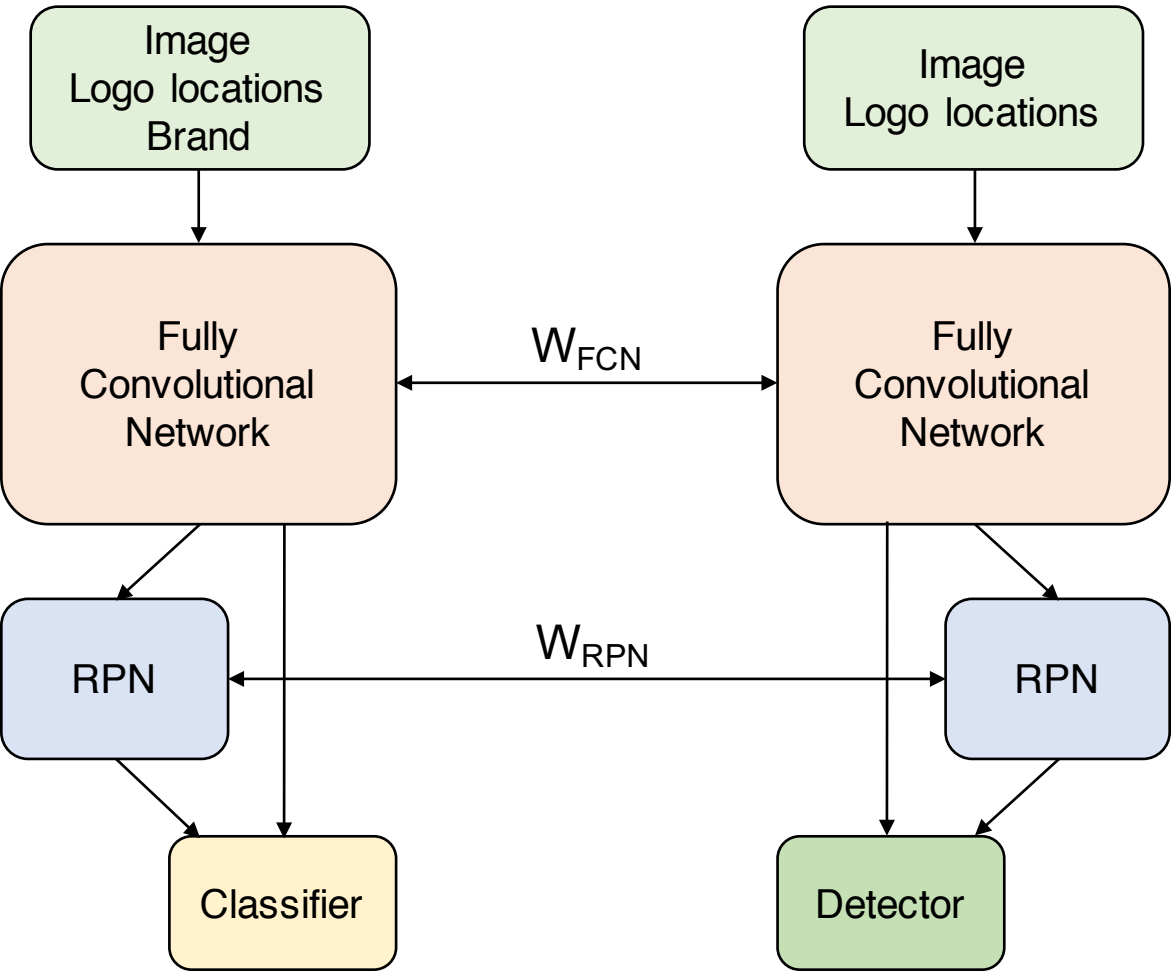 Image
Logo locations
Brand
Image
Logo locations
Fully
Convolutional
Network
W_FCN
Fully
Convolutional
Network
RPN
W_RPN
RPN
Classifier
Detector